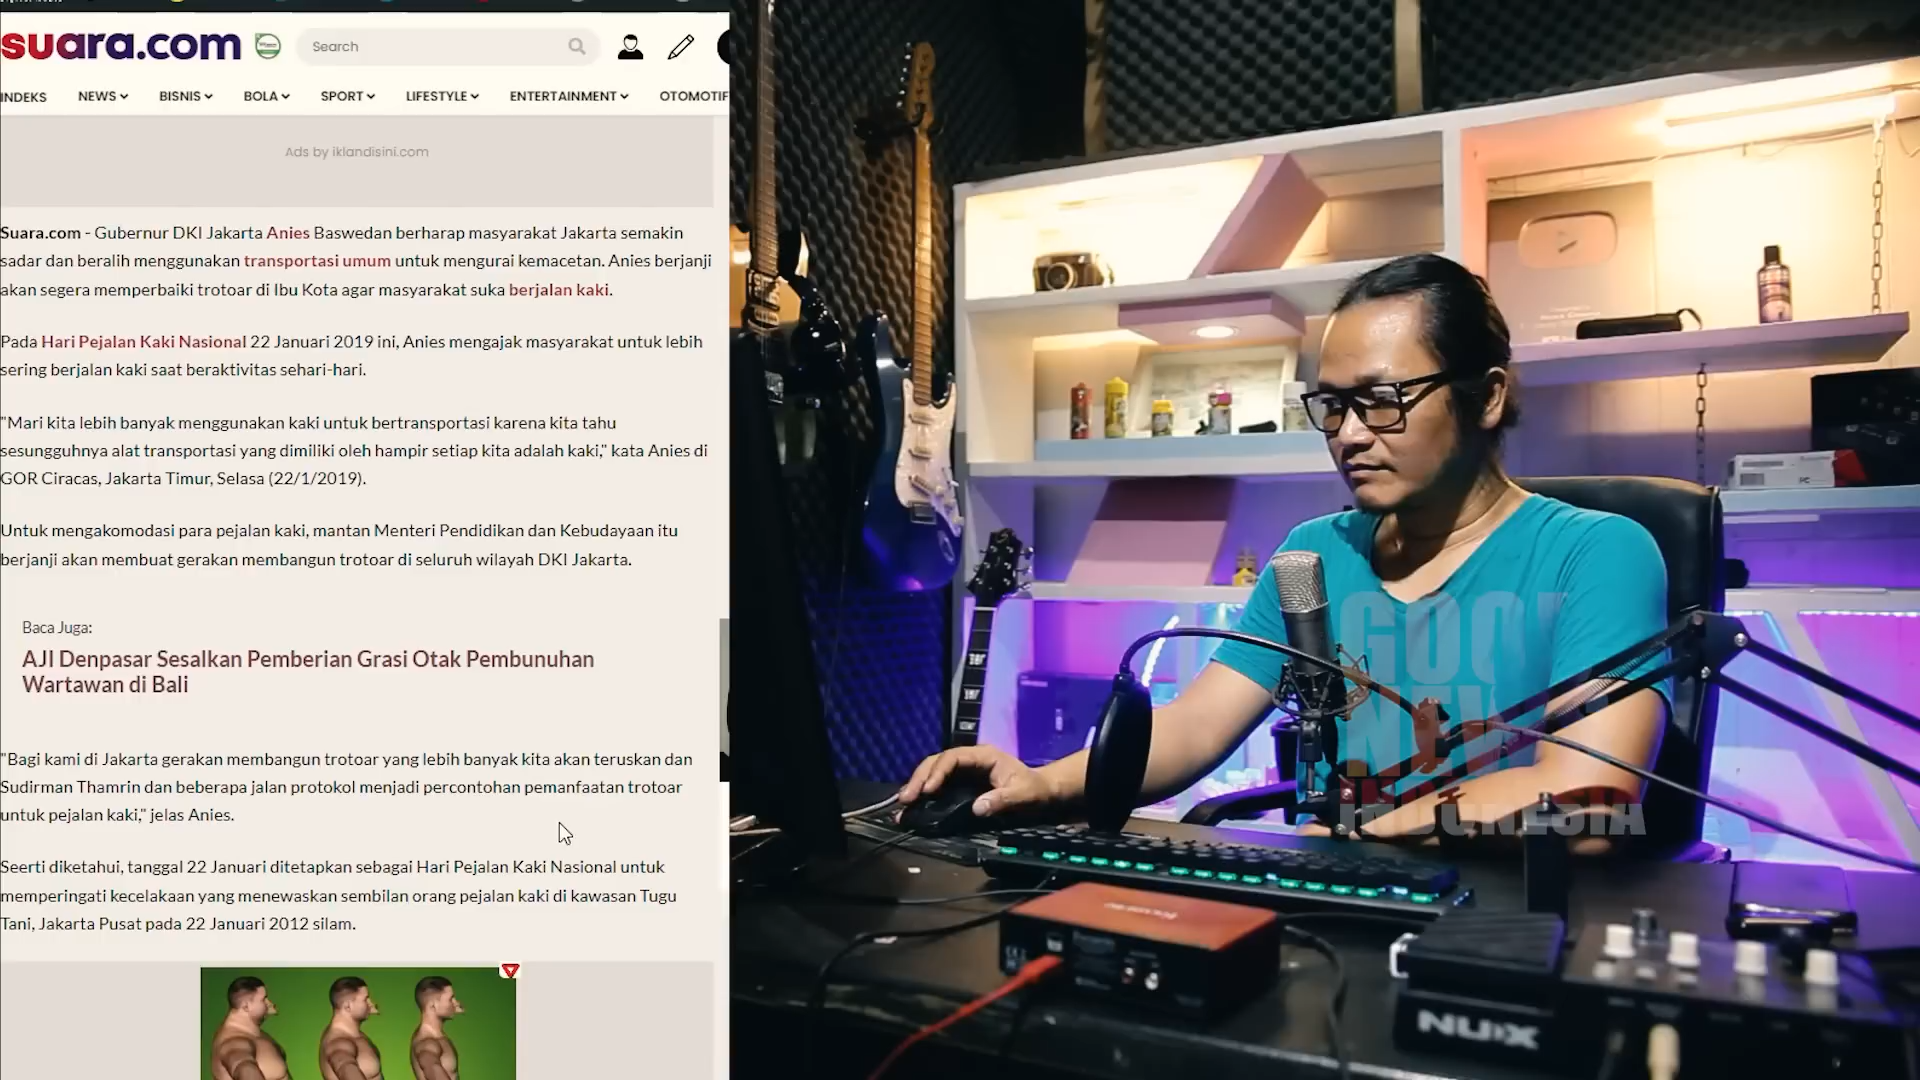 suara.com
Search
INDEKS NEWS BISNIS BOLA SPORT LIFESTYLE ENTERTAINMENT OTOMOTIF
Ads by iklandisini.com
Suara.com - Gubernur DKI Jakarta Anies Baswedan berharap masyarakat Jakarta semakin
sadar dan beralih menggunakan transportasi umum untuk mengurai kemacetan. Anies berjanji
akan segera memperbaiki trotoar di Ibu Kota agar masyarakat suka berjalan kaki.
Pada Hari Pejalan Kaki Nasional 22 Januari 2019 ini, Anies mengajak masyarakat untuk lebih
sering berjalan kaki saat beraktivitas sehari-hari.
"Mari kita lebih banyak menggunakan kaki untuk bertransportasi karena kita tahu
sesungguhnya alat transportasi yang dimiliki oleh hampir setiap kita adalah kaki," kata Anies di
GOR Ciracas, Jakarta Timur, Selasa (22/1/2019).
Untuk mengakomodasi para pejalan kaki, mantan Menteri Pendidikan dan Kebudayaan itu
berjanji akan membuat gerakan membangun trotoar di seluruh wilayah DKI Jakarta.
Baca Juga:
AJI Denpasar Sesalkan Pemberian Grasi Otak Pembunuhan
Wartawan di Bali
"Bagi kami di Jakarta gerakan membangun trotoar yang lebih banyak kita akan teruskan dan
Sudirman Thamrin dan beberapa jalan protokol menjadi percontohan pemanfaatan trotoar
untuk pejalan kaki," jelas Anies.
Seerti diketahui, tanggal 22 Januari ditetapkan sebagai Hari Pejalan Kaki Nasional untuk
memperingati kecelakaan yang menewaskan sembilan orang pejalan kaki di kawasan Tugu
Tani, Jakarta Pusat pada 22 Januari 2012 silam.
INDONESIA
PC
NUX